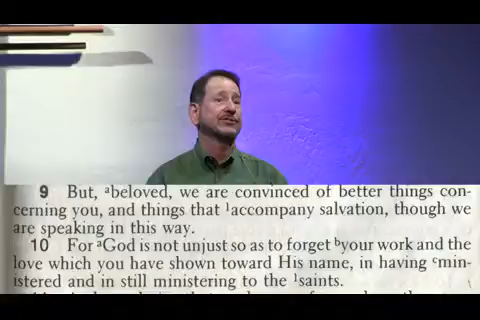 9 But, ᵃbeloved, we are convinced of better things con-
cerning you, and things that ¹accompany salvation, though we
are speaking in this way.
10 For ᵃGod is not unjust so as to forget ᵇyour work and the
love which you have shown toward His name, in having ᶜmin-
istered and in still ministering to the ¹saints.